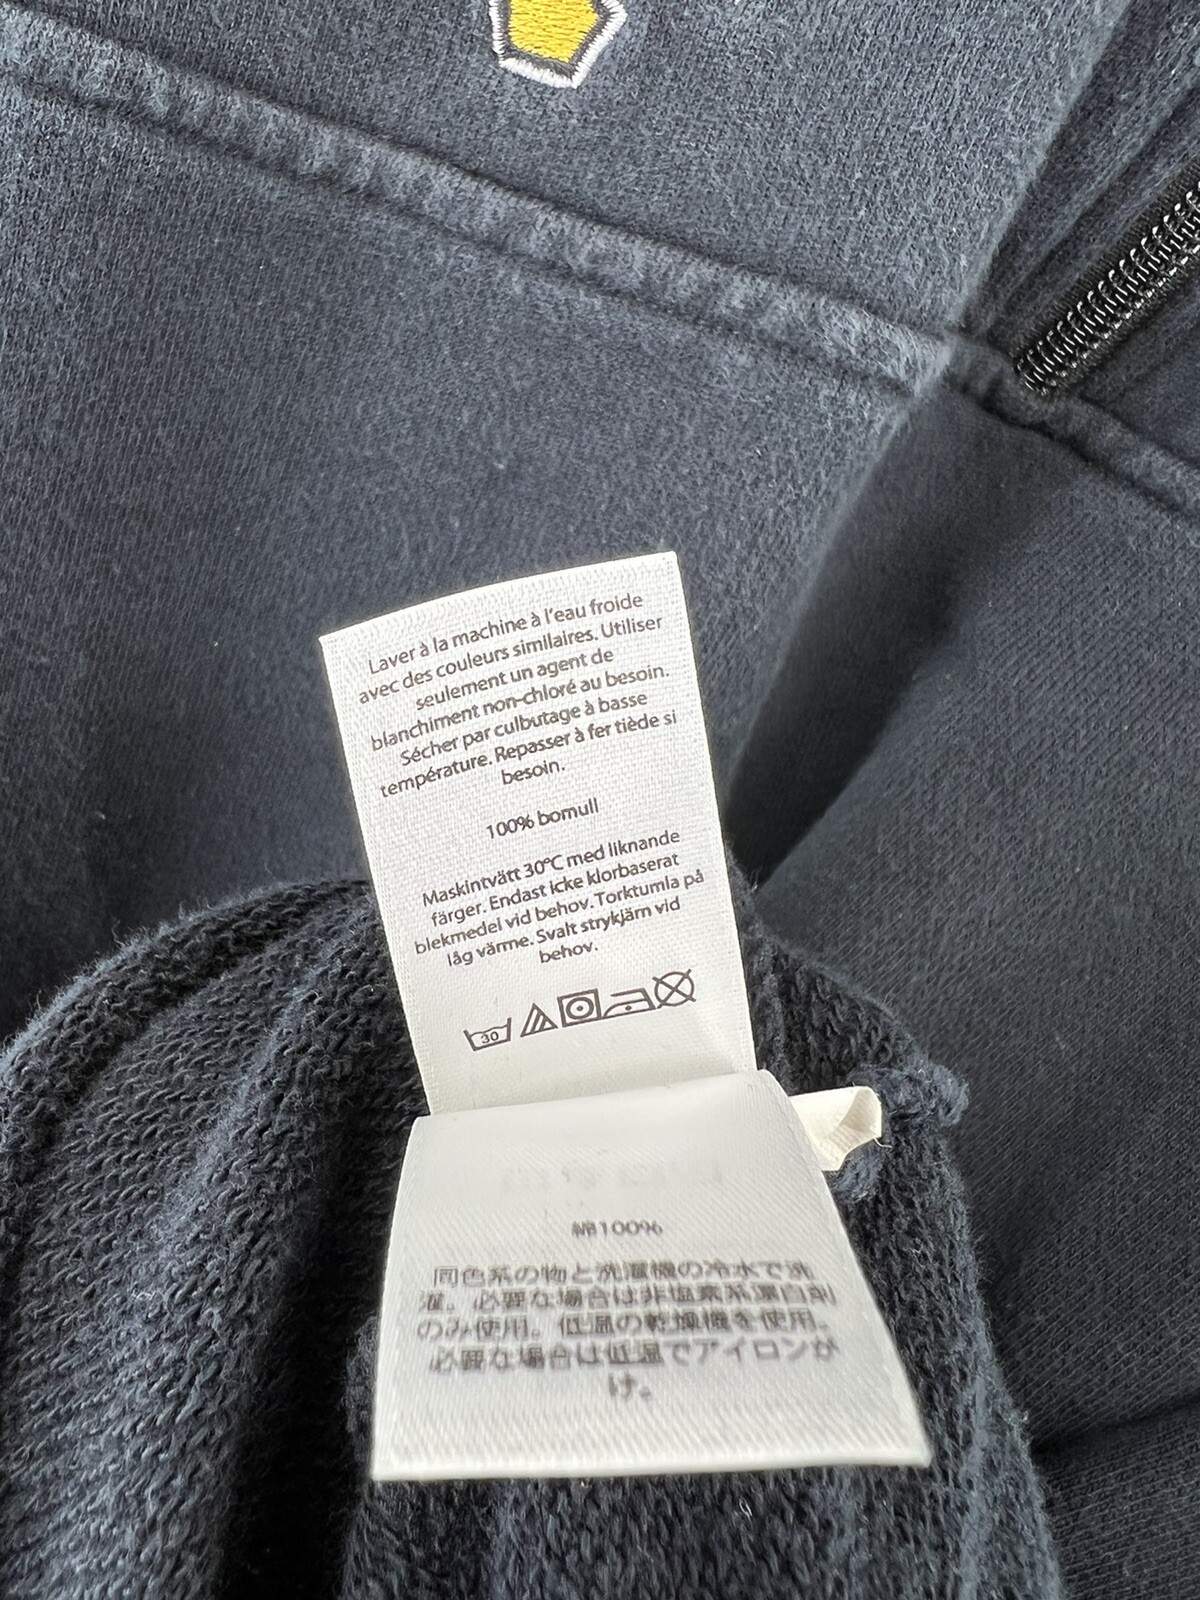 Laver à la machine à l'eau froide
avec des couleurs similaires. Utiliser
seulement un agent de
blanchiment non-chloré au besoin.
Sécher par culbutage à basse
température. Repasser à fer tiède si
besoin.
100% bomull
Maskintvätt 30°C med liknande
färger. Endast icke klorbaserat
blekmedel vid behov. Torktumla på
låg värme. Svalt strykjärn vid
behov.
30
綿100%
同色系の物と洗濯機の冷水で洗
濯。必要な場合は非塩素系漂白剤
のみ使用。低温の乾燥機を使用。
必要な場合は低温でアイロンが
け。